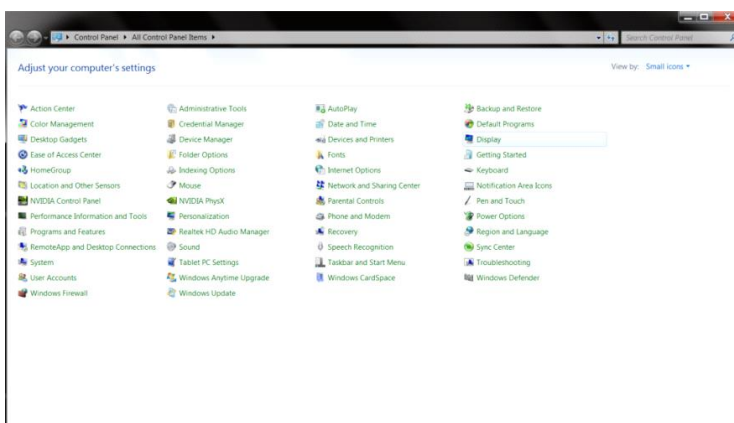 Control Panel ▸ All Control Panel Items ▸
Search Control Panel
Adjust your computer's settings
View by: Small icons
Action Center Administrative Tools AutoPlay Backup and Restore
Color Management Credential Manager Date and Time Default Programs
Desktop Gadgets Device Manager Devices and Printers Display
Ease of Access Center Folder Options Fonts Getting Started
HomeGroup Indexing Options Internet Options Keyboard
Location and Other Sensors Mouse Network and Sharing Center Notification Area Icons
NVIDIA Control Panel NVIDIA PhysX Parental Controls Pen and Touch
Performance Information and Tools Personalization Phone and Modem Power Options
Programs and Features Realtek HD Audio Manager Recovery Region and Language
RemoteApp and Desktop Connections Sound Speech Recognition Sync Center
System Tablet PC Settings Taskbar and Start Menu Troubleshooting
User Accounts Windows Anytime Upgrade Windows CardSpace Windows Defender
Windows Firewall Windows Update